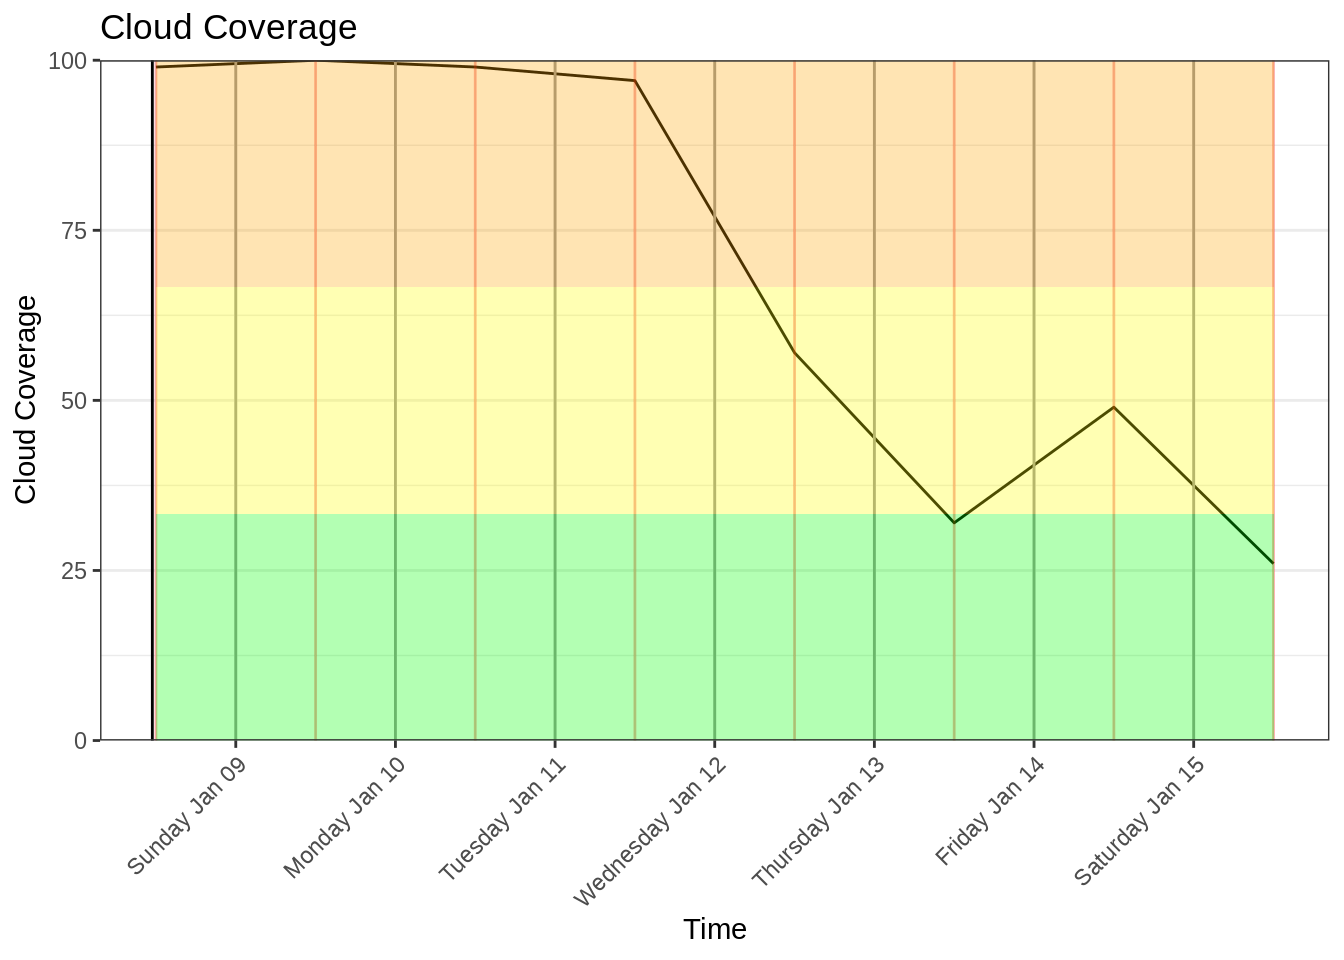 Cloud Coverage
100
75
50
25
0
Cloud Coverage
Sunday Jan 09
Monday Jan 10
Tuesday Jan 11
Wednesday Jan 12
Thursday Jan 13
Friday Jan 14
Saturday Jan 15
Time